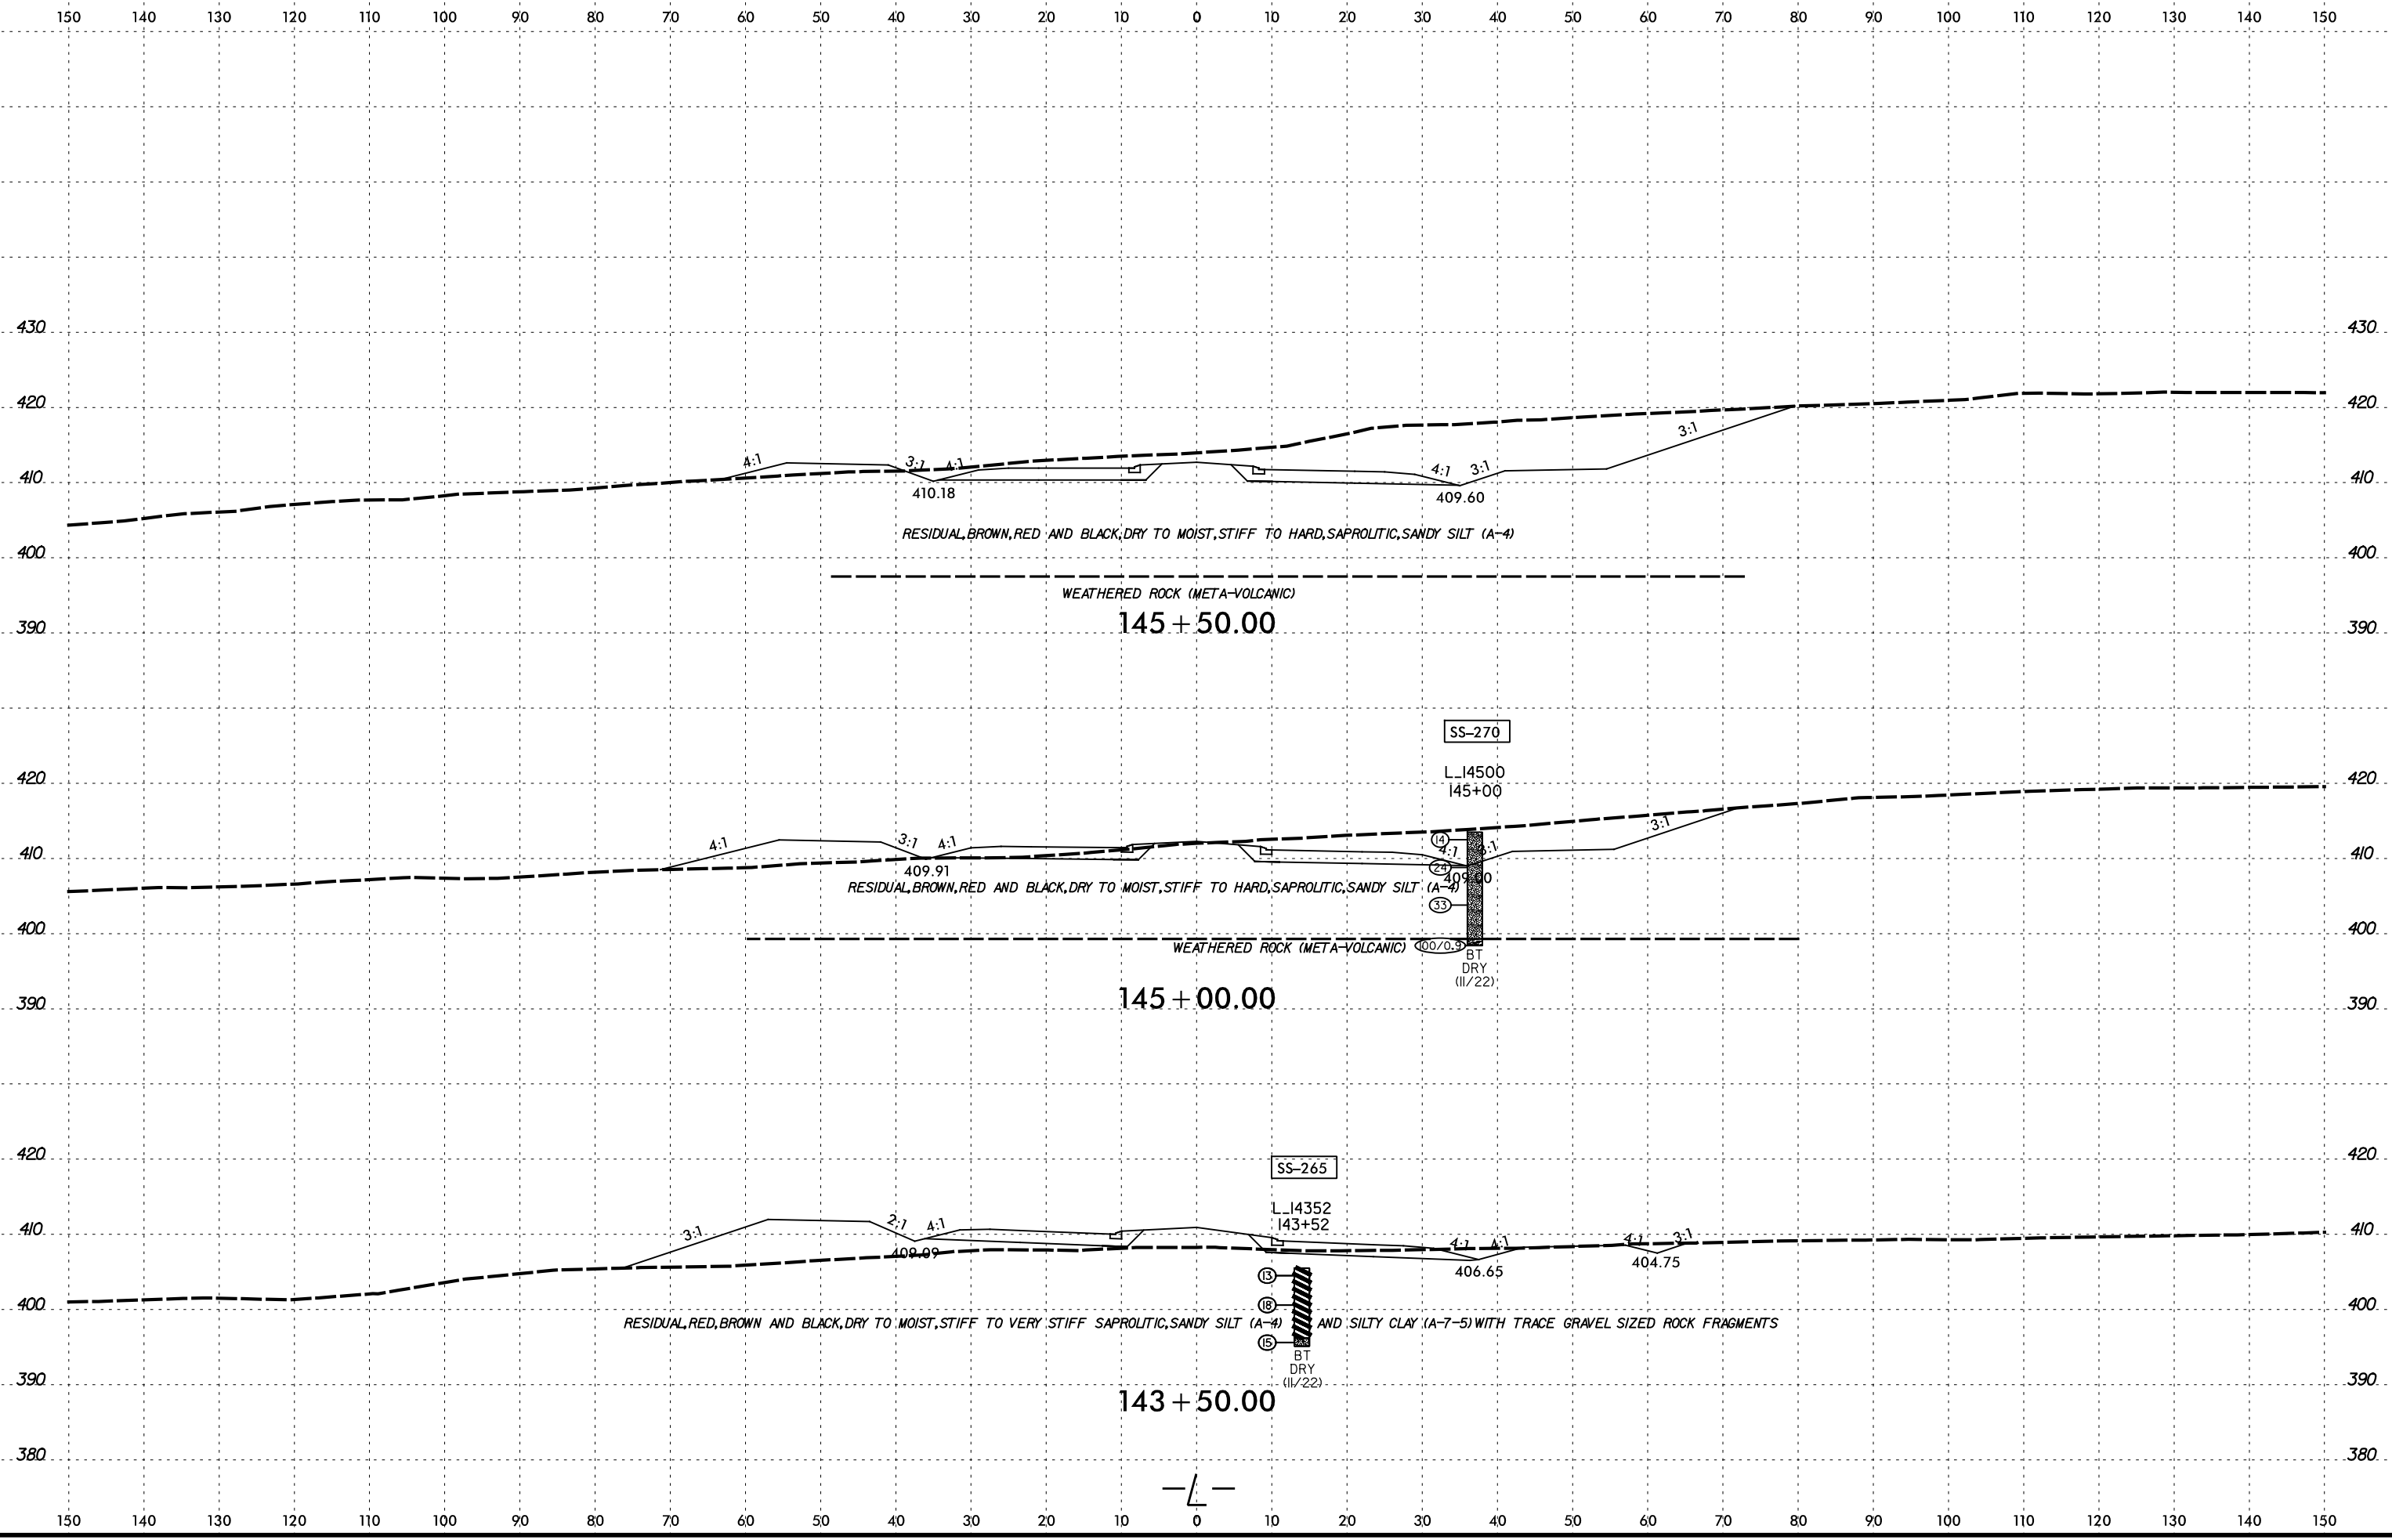 150 140 130 120 110 100 90 80 70 60 50 40 30 20 10 0 10 20 30 40 50 60 70 80 90 100 110 120 130 140 150
430 430
420 420
4:1 3:1 4:1 4:1 3:1 3:1
410 410
410.18 409.60
RESIDUAL,BROWN,RED AND BLACK,DRY TO MOIST,STIFF TO HARD,SAPROLITIC,SANDY SILT (A-4)
400 400
WEATHERED ROCK (META-VOLCANIC)
145+50.00
390 390
SS-270
L_14500
145+00
420 420
4:1 3:1 4:1 14 4:1 3:1 3:1
410 410
409.91 24 409.00
RESIDUAL,BROWN,RED AND BLACK,DRY TO MOIST,STIFF TO HARD,SAPROLITIC,SANDY SILT (A-4)
33
400 400
WEATHERED ROCK (META-VOLCANIC) 100/0.9
BT
DRY
(11/22)
145+00.00
390 390
SS-265
420 420
L_14352
143+52
3:1 2:1 4:1 4:1 4:1 4:1 3:1
410 410
409.09 406.65 404.75
13
18
400 400
RESIDUAL,RED,BROWN AND BLACK,DRY TO MOIST,STIFF TO VERY STIFF SAPROLITIC,SANDY SILT (A-4) AND SILTY CLAY (A-7-5) WITH TRACE GRAVEL SIZED ROCK FRAGMENTS
15
BT
DRY
(11/22)
390 390
143+50.00
380 380
-L-
150 140 130 120 110 100 90 80 70 60 50 40 30 20 10 0 10 20 30 40 50 60 70 80 90 100 110 120 130 140 150